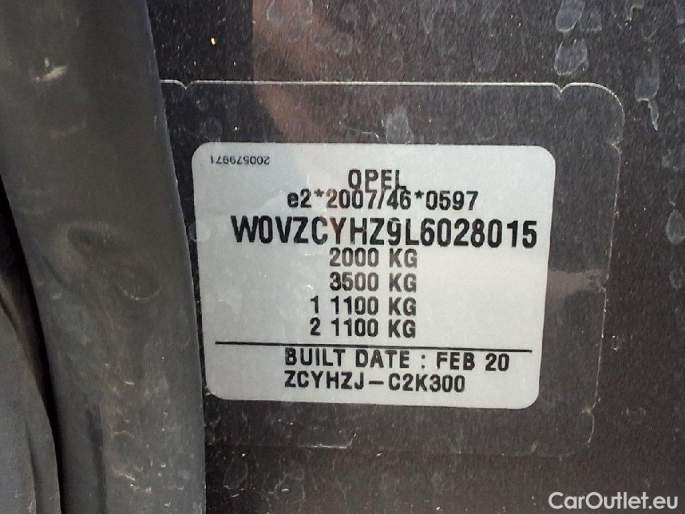 200579971
OPEL
e2*2007/46*0597
W0VZCYHZ9L6028015
2000 KG
3500 KG
1 1100 KG
2 1100 KG
BUILT DATE : FEB 20
ZCYHZJ-C2K300
CarOutlet.eu